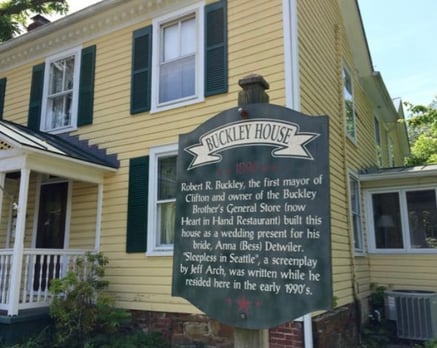 BUCKLEY HOUSE
Robert R. Buckley, the first mayor of
Clifton and owner of the Buckley
Brother's General Store (now
Heart in Hand Restaurant) built this
house as a wedding present for his
bride, Anna (Bess) Detwiler.
"Sleepless in Seattle", a screenplay
by Jeff Arch, was written while he
resided here in the early 1990's.